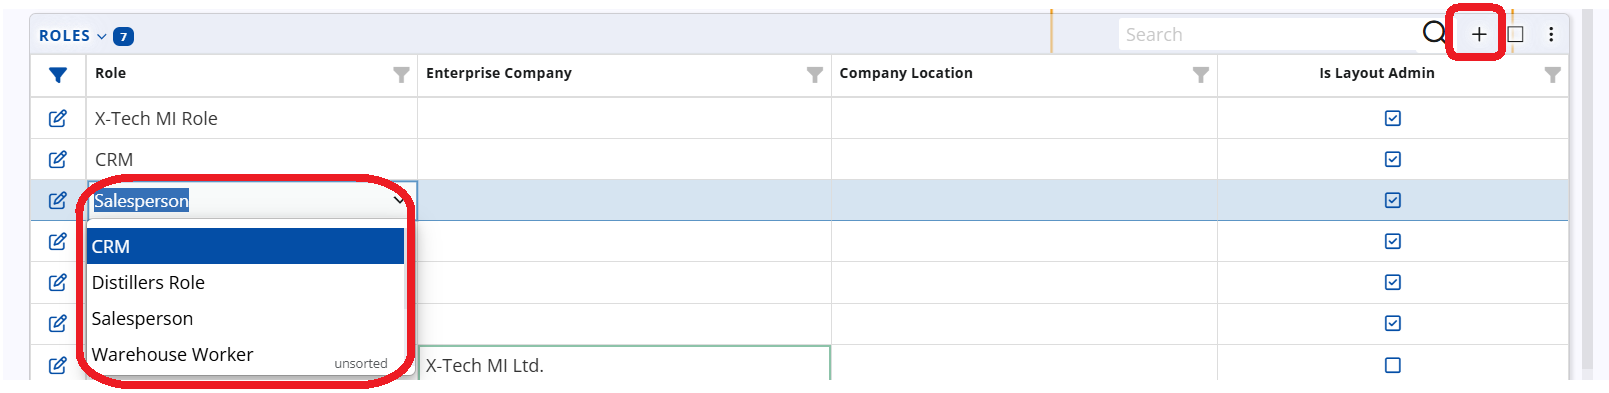 ROLES 7 Search
Role Enterprise Company Company Location Is Layout Admin
X-Tech MI Role
CRM
Salesperson
CRM
Distillers Role
Salesperson
Warehouse Worker unsorted
X-Tech MI Ltd.